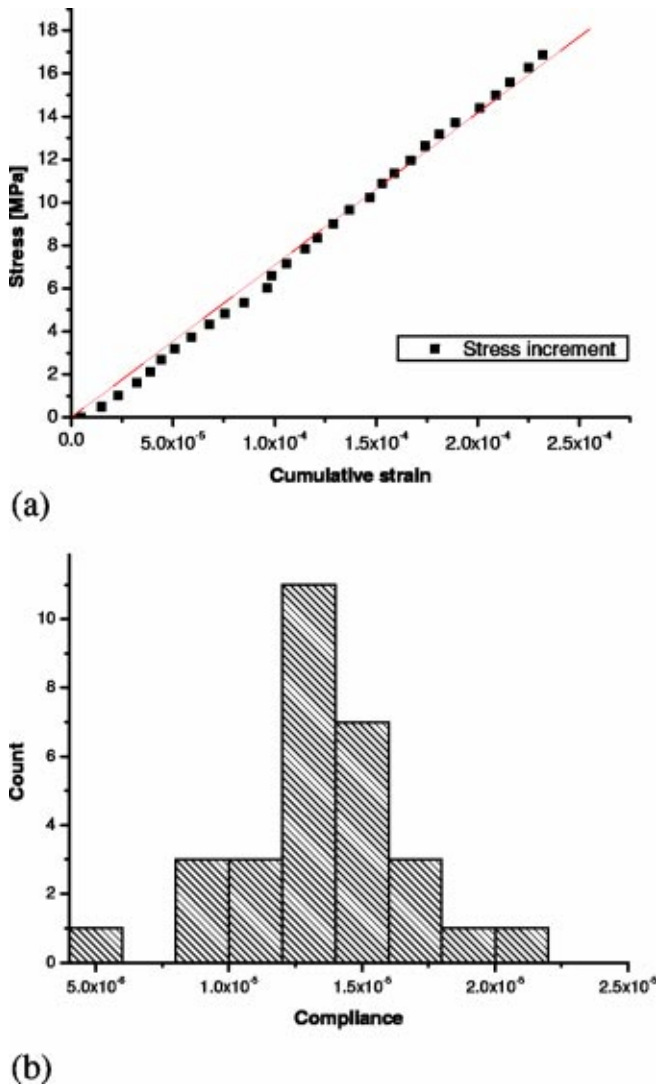 18
16
14
12
10
8
6
4
2
0
Stress [MPa]
Stress increment
0.0 5.0x10⁻⁵ 1.0x10⁻⁴ 1.5x10⁻⁴ 2.0x10⁻⁴ 2.5x10⁻⁴
Cumulative strain
(a)
10
8
6
4
2
0
Count
5.0x10⁻⁶ 1.0x10⁻⁵ 1.5x10⁻⁵ 2.0x10⁻⁵ 2.5x10⁻⁵
Compliance
(b)